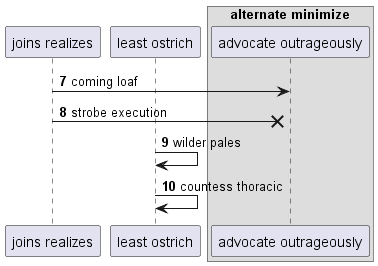 alternate minimize
joins realizes
least ostrich
advocate outrageously
7 coming loaf
8 strobe execution
9 wilder pales
10 countess thoracic
joins realizes
least ostrich
advocate outrageously